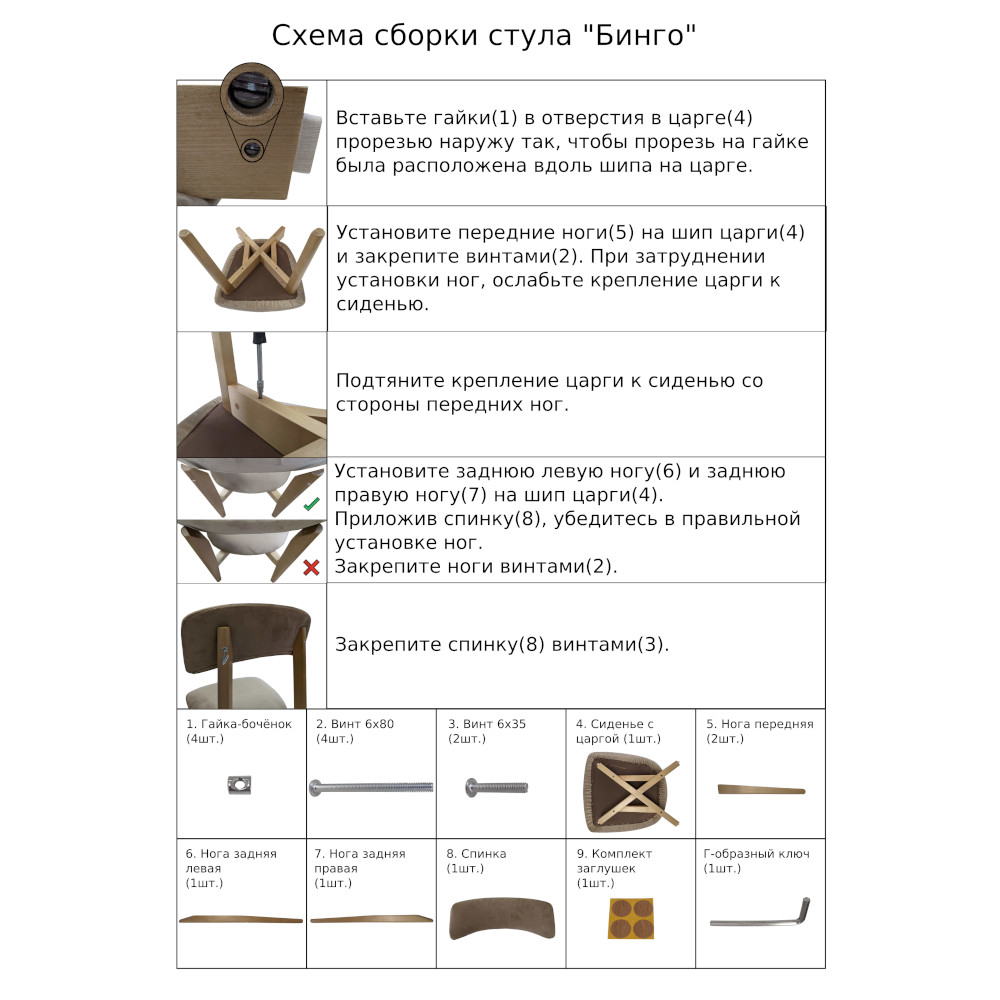 Схема сборки стула "Бинго"
Вставьте гайки(1) в отверстия в царге(4)
прорезью наружу так, чтобы прорезь на гайке
была расположена вдоль шипа на царге.
Установите передние ноги(5) на шип царги(4)
и закрепите винтами(2). При затруднении
установки ног, ослабьте крепление царги к
сиденью.
Подтяните крепление царги к сиденью со
стороны передних ног.
Установите заднюю левую ногу(6) и заднюю
правую ногу(7) на шип царги(4).
Приложив спинку(8), убедитесь в правильной
установке ног.
Закрепите ноги винтами(2).
Закрепите спинку(8) винтами(3).
1. Гайка-бочёнок
(4шт.)
2. Винт 6х80
(4шт.)
3. Винт 6х35
(2шт.)
4. Сиденье с
царгой (1шт.)
5. Нога передняя
(2шт.)
6. Нога задняя
левая
(1шт.)
7. Нога задняя
правая
(1шт.)
8. Спинка
(1шт.)
9. Комплект
заглушек
(1шт.)
Г-образный ключ
(1шт.)